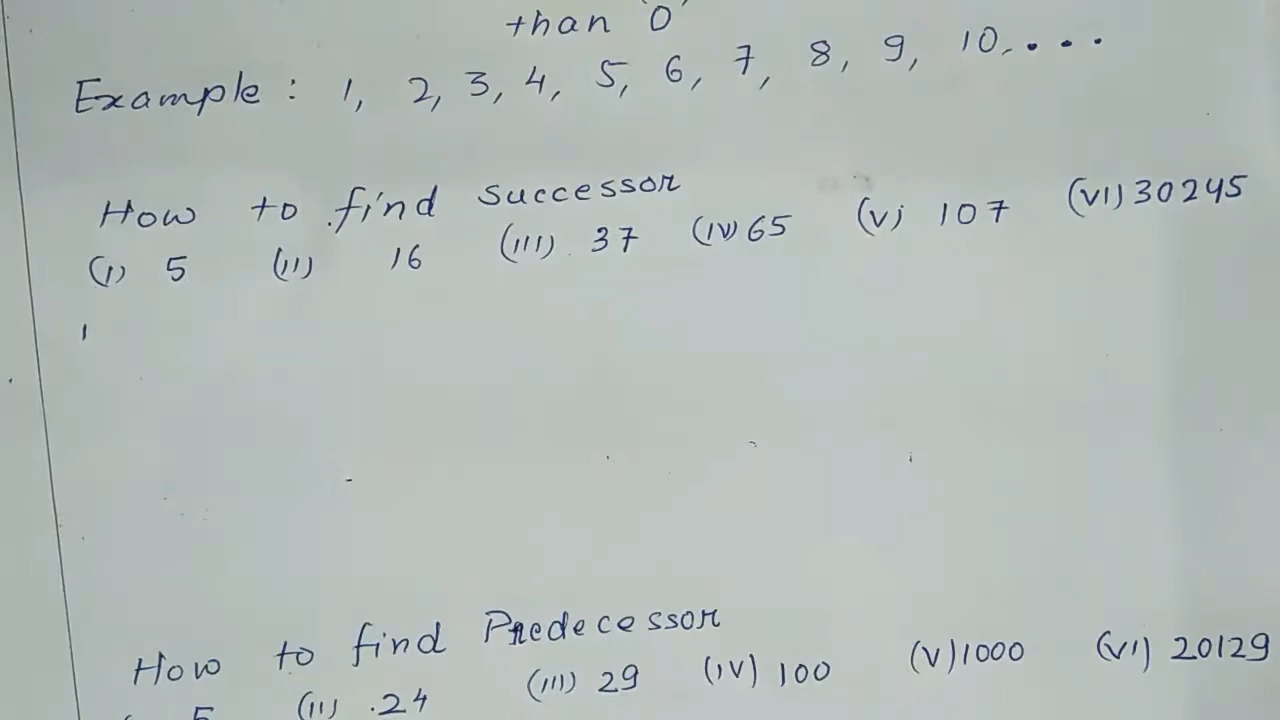 than '0'
Example : 1, 2, 3, 4, 5, 6, 7, 8, 9, 10, . . .
How to find successor
(I) 5 (II) 16 (III) 37 (IV) 65 (V) 107 (VI) 30245
How to find Predecessor
5 (II) 24 (III) 29 (IV) 100 (V) 1000 (VI) 20129